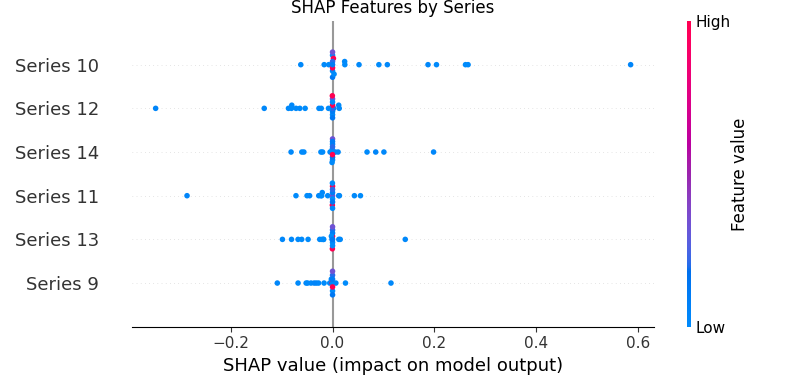 SHAP Features by Series
High
Series 10
Series 12
Series 14
Series 11
Series 13
Series 9
Feature value
Low
−0.2 0.0 0.2 0.4 0.6
SHAP value (impact on model output)